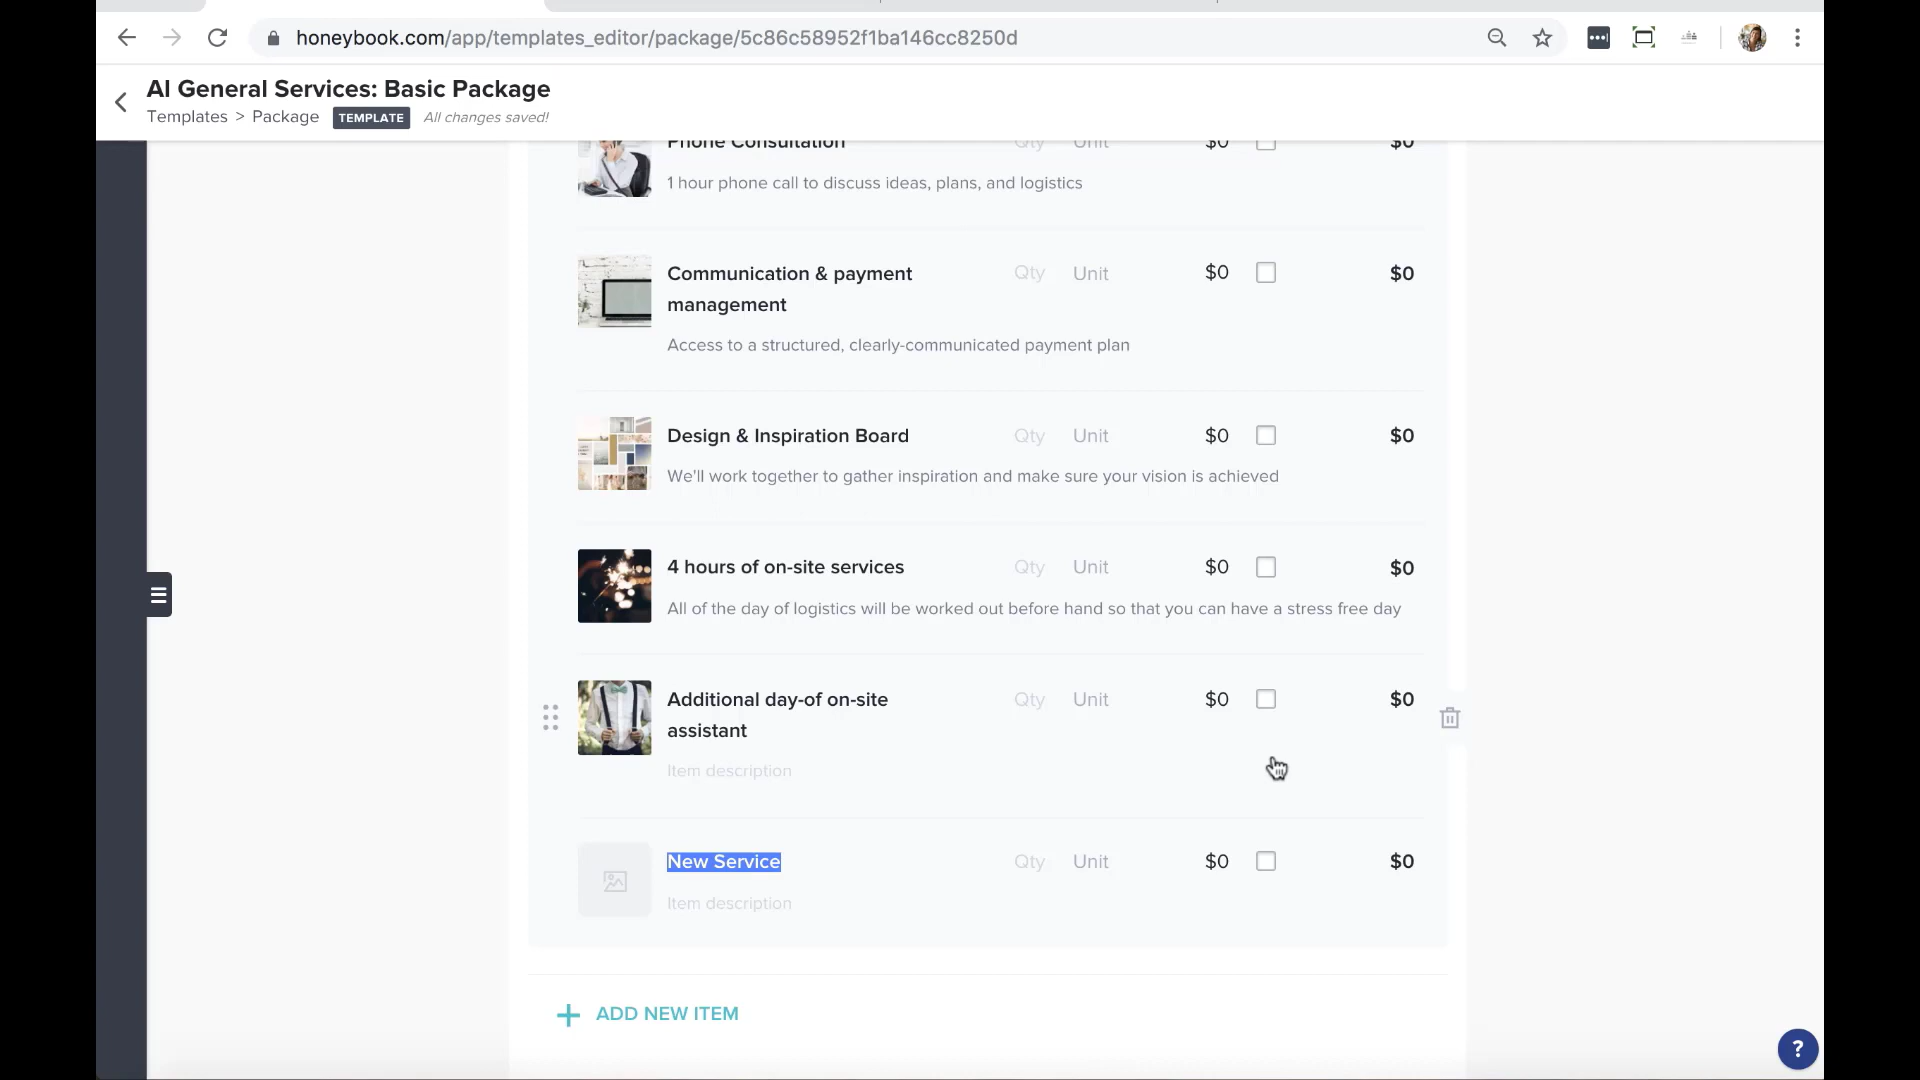 honeybook.com/app/templates_editor/package/5c86c58952f1ba146cc8250d
AI General Services: Basic Package
Templates > Package TEMPLATE All changes saved!
Phone Consultation Qty Unit $0 $0
1 hour phone call to discuss ideas, plans, and logistics
Communication & payment Qty Unit $0 $0
management
Access to a structured, clearly-communicated payment plan
Design & Inspiration Board Qty Unit $0 $0
We'll work together to gather inspiration and make sure your vision is achieved
4 hours of on-site services Qty Unit $0 $0
All of the day of logistics will be worked out before hand so that you can have a stress free day
Additional day-of on-site Qty Unit $0 $0
assistant
Item description
New Service Qty Unit $0 $0
Item description
+ ADD NEW ITEM
?